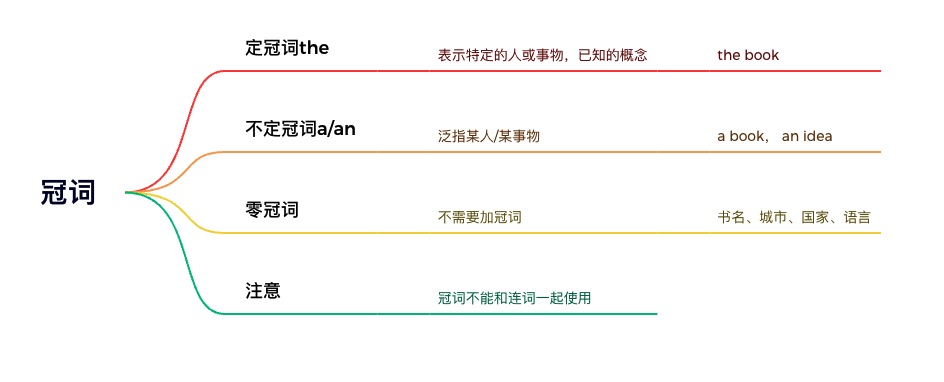 冠词
定冠词the
表示特定的人或事物，已知的概念
the book
不定冠词a/an
泛指某人/某事物
a book， an idea
零冠词
不需要加冠词
书名、城市、国家、语言
注意
冠词不能和连词一起使用